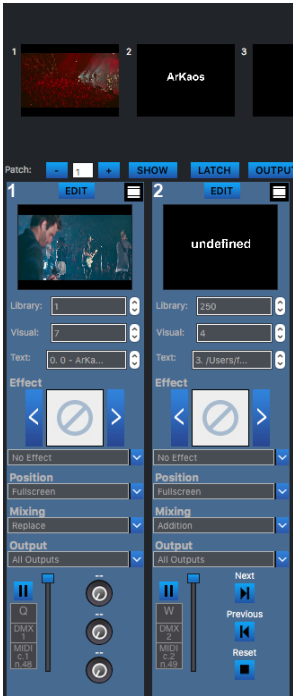 1 2 3
ArKaos
Patch: - 1 + SHOW LATCH OUTPU
1 EDIT 2 EDIT
undefined
Library: 1 Library: 250
Visual: 7 Visual: 4
Text: 0. 0 - ArKa... Text: 3. /Users/f...
Effect Effect
< > < >
No Effect No Effect
Position Position
Fullscreen Fullscreen
Mixing Mixing
Replace Addition
Output Output
All Outputs All Outputs
-- Next
Q W
DMX 1 -- DMX 2 Previous
MIDI c.1 n.48 -- MIDI c.2 n.49 Reset